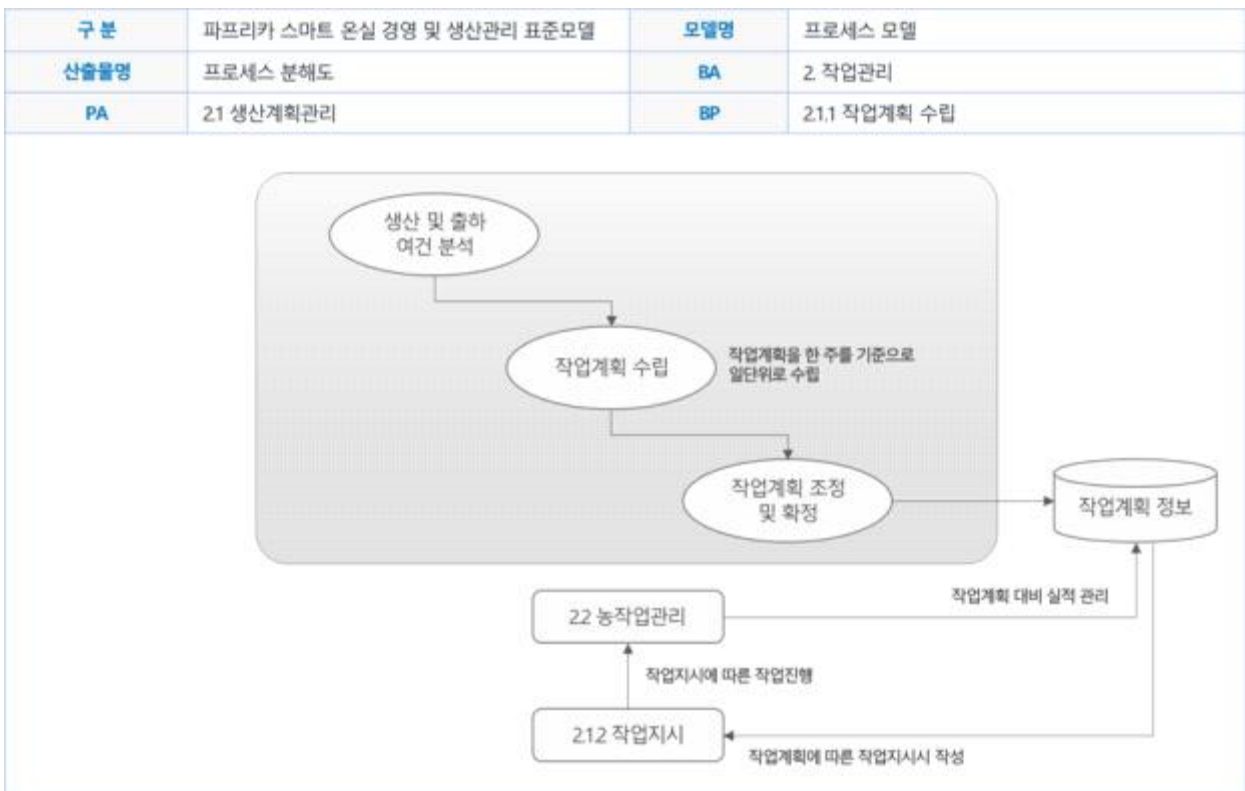 구 분 파프리카 스마트 온실 경영 및 생산관리 표준모델 모델명 프로세스 모델
산출물명 프로세스 분해도 BA 2. 작업관리
PA 2.1 생산계획관리 BP 2.1.1 작업계획 수립
생산 및 출하
여건 분석
작업계획 수립
작업계획을 한 주를 기준으로
일단위로 수립
작업계획 조정
및 확정
작업계획 정보
작업계획 대비 실적 관리
2.2 농작업관리
작업지시에 따른 작업진행
2.1.2 작업지시
작업계획에 따른 작업지시시 작성